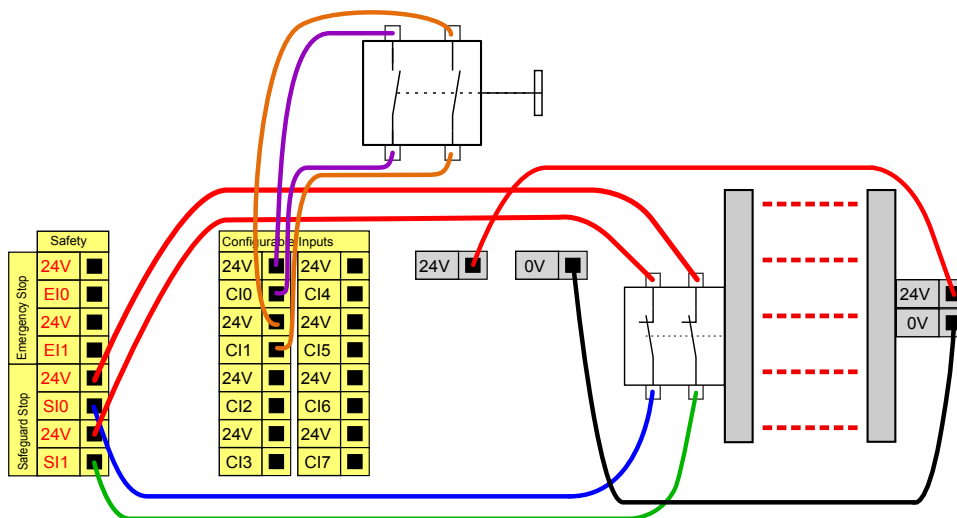 Safety
Emergency Stop
24V
EI0
24V
EI1
Safeguard Stop
24V
SI0
24V
SI1
Configurable Inputs
24V 24V
CI0 CI4
24V 24V
CI1 CI5
24V 24V
CI2 CI6
24V 24V
CI3 CI7
24V
0V
24V
0V